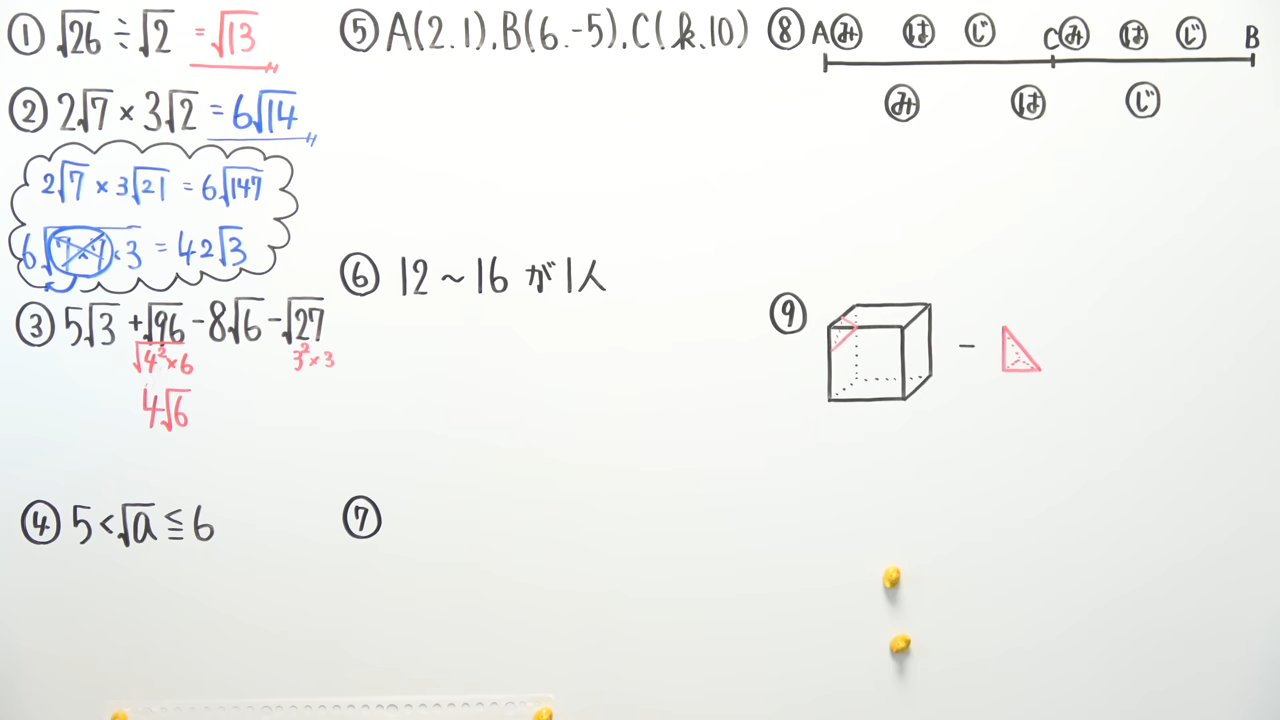 ① √26 ÷ √2 = √13
② 2√7 × 3√2 = 6√14
2√7 × 3√21 = 6√147
6√7·7·3 = 42√3
③ 5√3 + √96 - 8√6 - √27
√4²×6
3²×3
4√6
④ 5 < √a ≦ 6
⑤ A(2.1).B(6.-5).C(k.10)
⑥ 12～16 が1人
⑦
⑧ A み は じ C み は じ B
み は じ
⑨ -